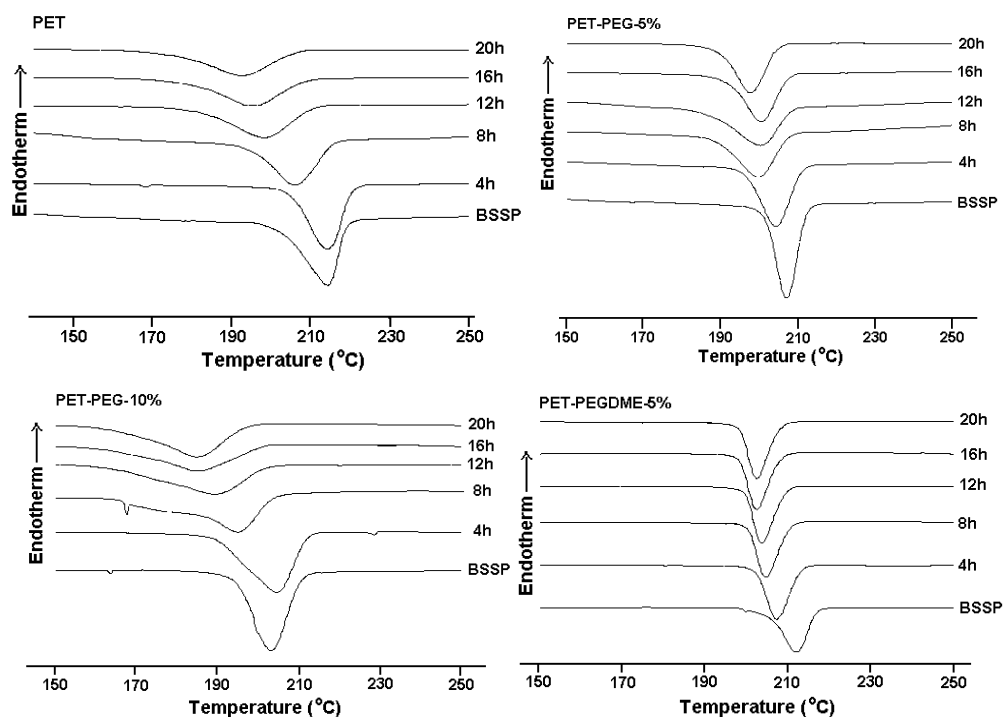 PET
20h
16h
12h
8h
4h
BSSP
Endotherm
150 170 190 210 230 250
Temperature (°C)
PET-PEG-5%
20h
16h
12h
8h
4h
BSSP
Endotherm
150 170 190 210 230 250
Temperature (°C)
PET-PEG-10%
20h
16h
12h
8h
4h
BSSP
Endotherm
150 170 190 210 230 250
Temperature (°C)
PET-PEGDME-5%
20h
16h
12h
8h
4h
BSSP
Endotherm
150 170 190 210 230 250
Temperature (°C)